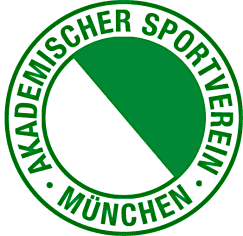 AKADEMISCHER SPORTVEREIN
· MÜNCHEN ·